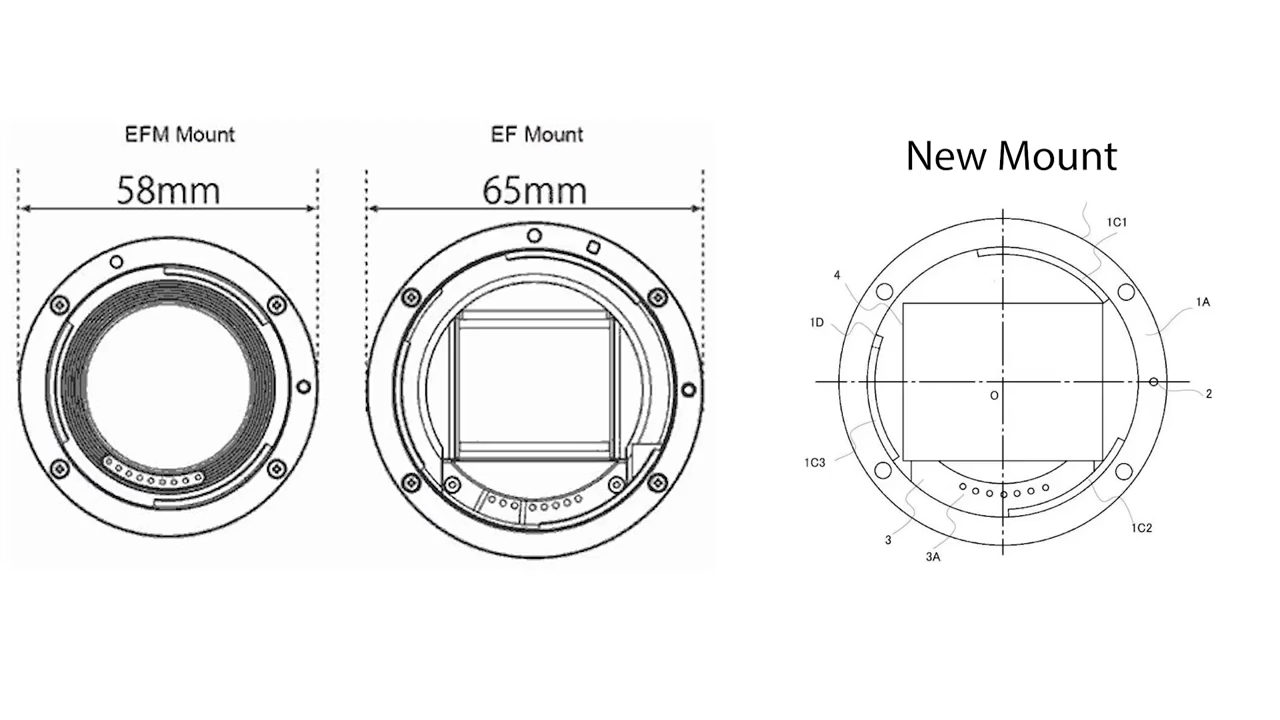 EFM Mount
58mm
EF Mount
65mm
New Mount
1C1
4
1A
1D
2
O
1C3
1C2
3
3A